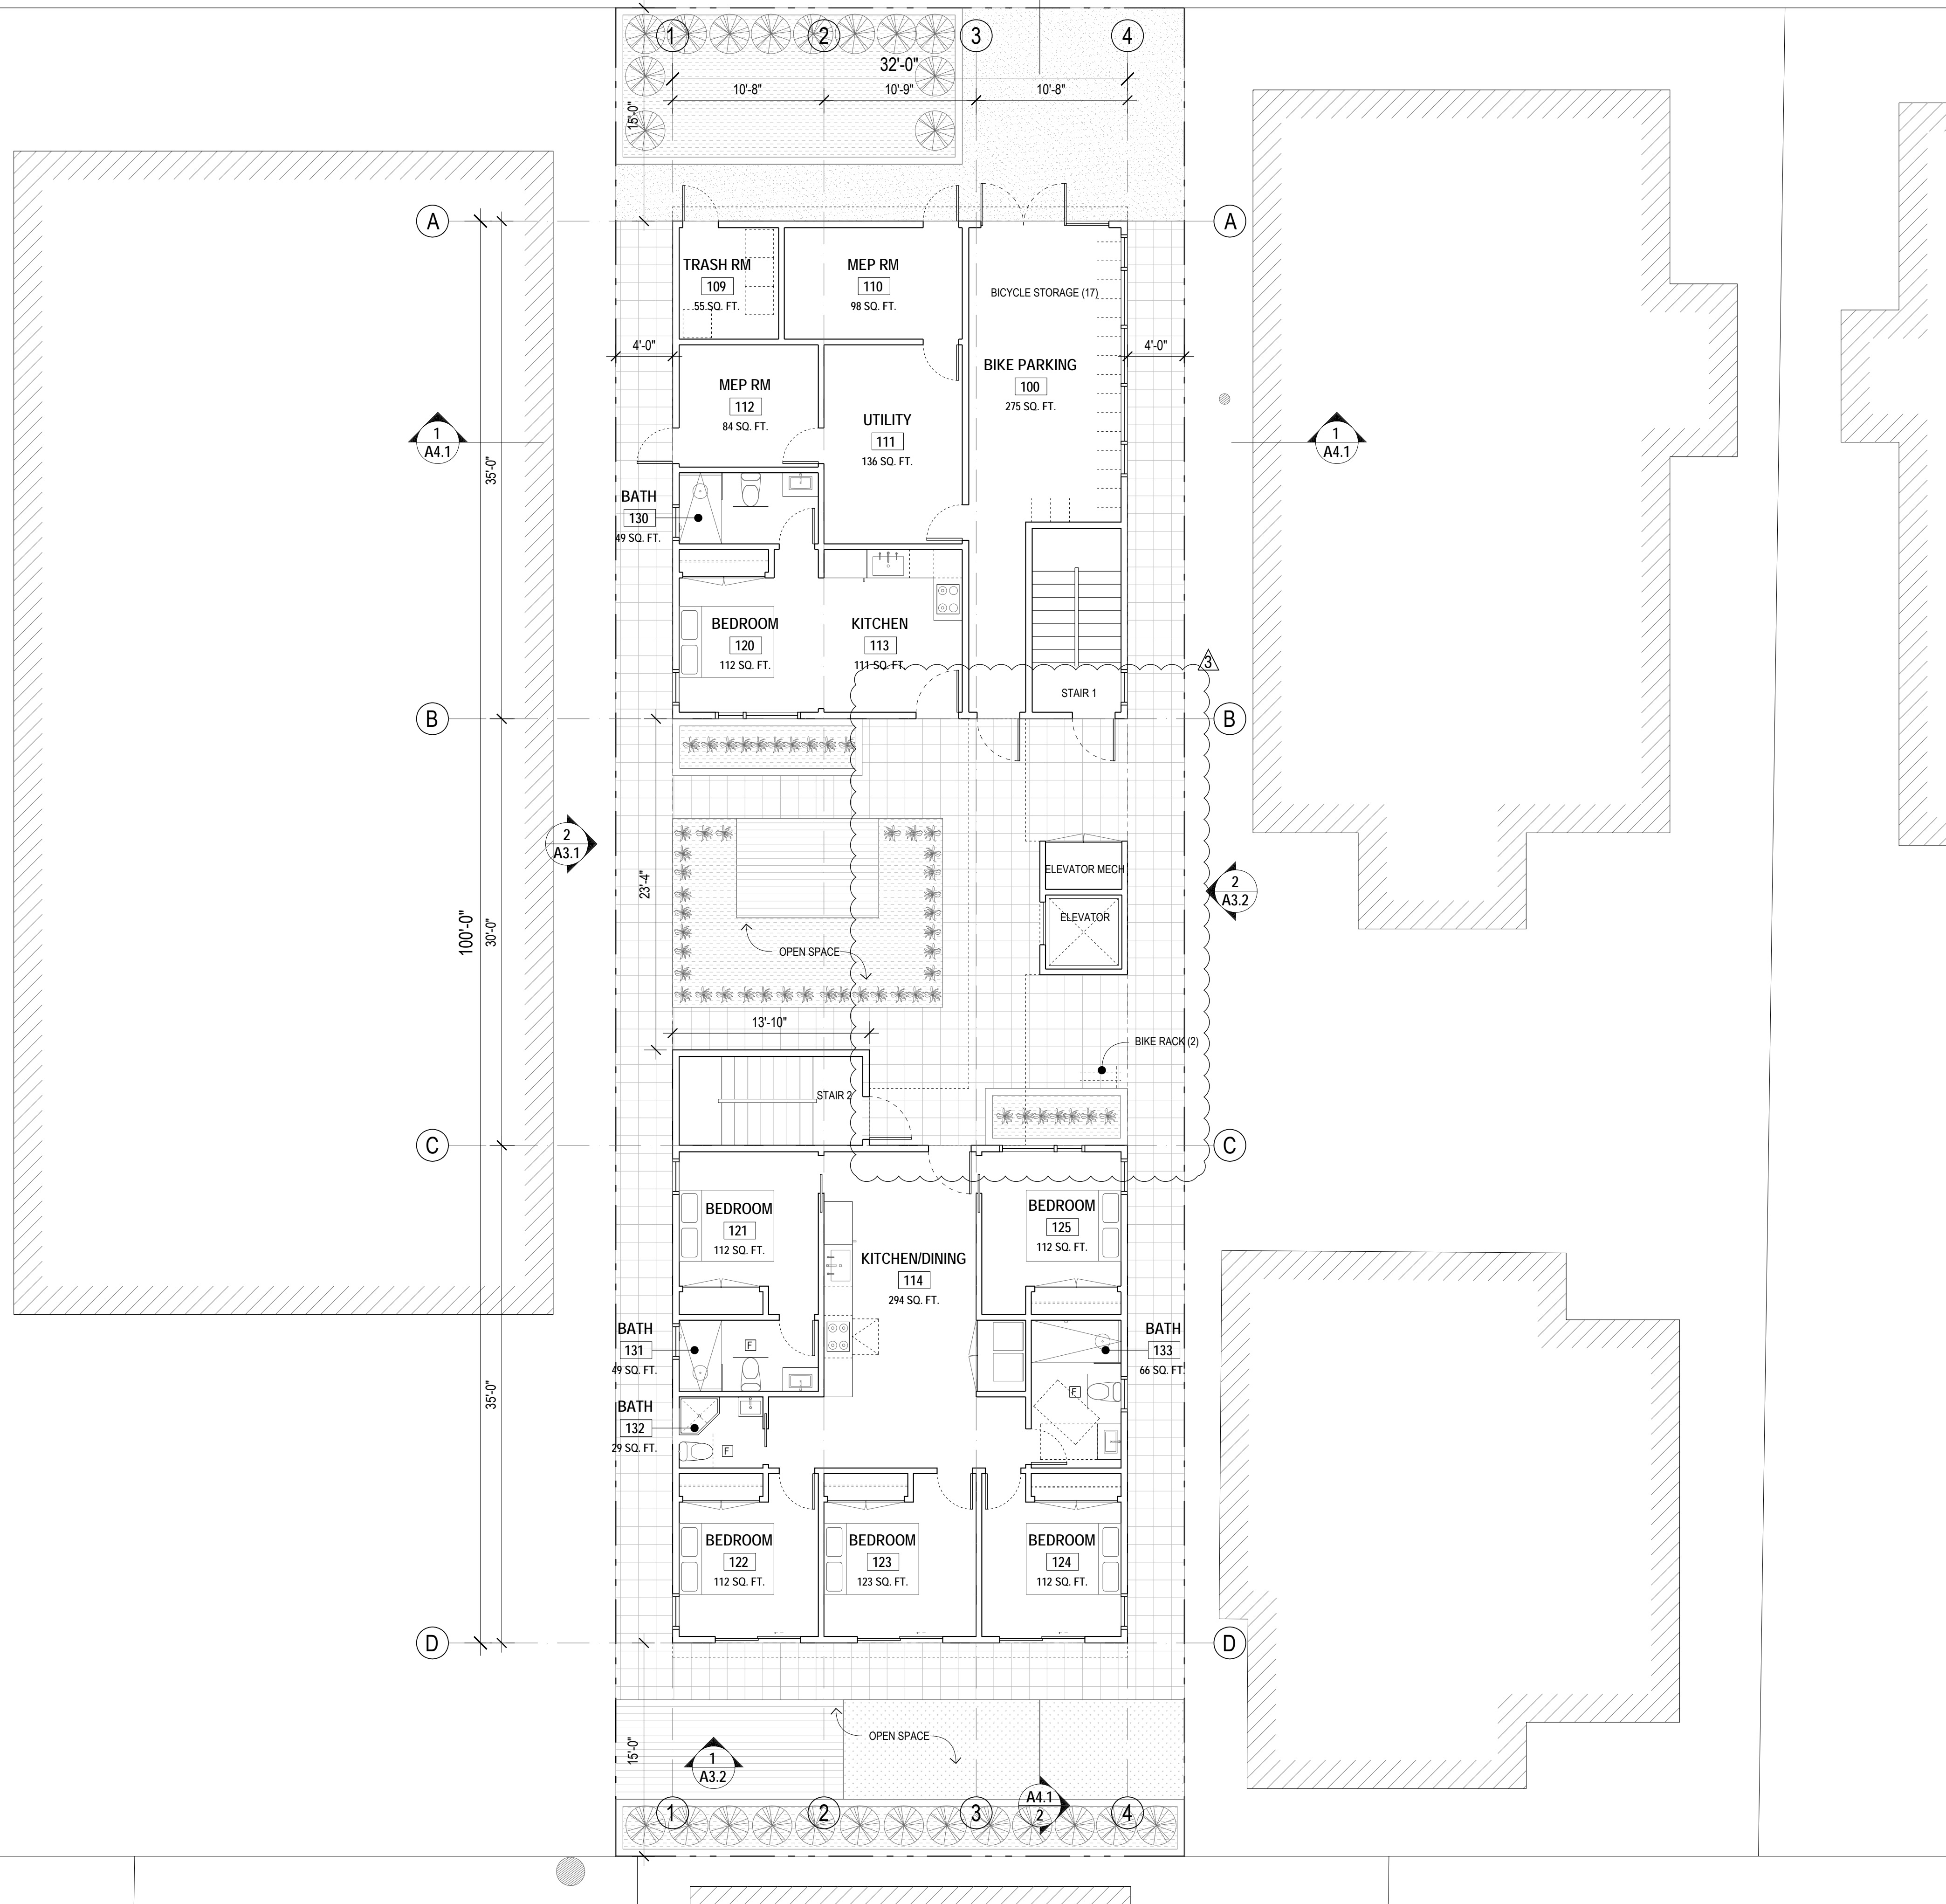 1
2
3
4
32'-0"
10'-8"
10'-9"
10'-8"
15'-0"
A
A
TRASH RM
109
55 SQ. FT.
MEP RM
110
98 SQ. FT.
BICYCLE STORAGE (17)
4'-0"
4'-0"
BIKE PARKING
100
275 SQ. FT.
MEP RM
112
84 SQ. FT.
UTILITY
111
136 SQ. FT.
1
A4.1
1
A4.1
35'-0"
BATH
130
49 SQ. FT.
BEDROOM
120
112 SQ. FT.
KITCHEN
113
111 SQ. FT.
3
STAIR 1
B
B
2
A3.1
23'-4"
ELEVATOR MECH
2
A3.2
ELEVATOR
100'-0"
30'-0"
OPEN SPACE
13'-10"
BIKE RACK (2)
STAIR 2
C
C
BEDROOM
121
112 SQ. FT.
BEDROOM
125
112 SQ. FT.
KITCHEN/DINING
114
294 SQ. FT.
BATH
131
49 SQ. FT.
F
BATH
133
66 SQ. FT.
F
35'-0"
BATH
132
29 SQ. FT.
F
BEDROOM
122
112 SQ. FT.
BEDROOM
123
123 SQ. FT.
BEDROOM
124
112 SQ. FT.
D
D
15'-0"
OPEN SPACE
1
A3.2
A4.1
2
1
2
3
4